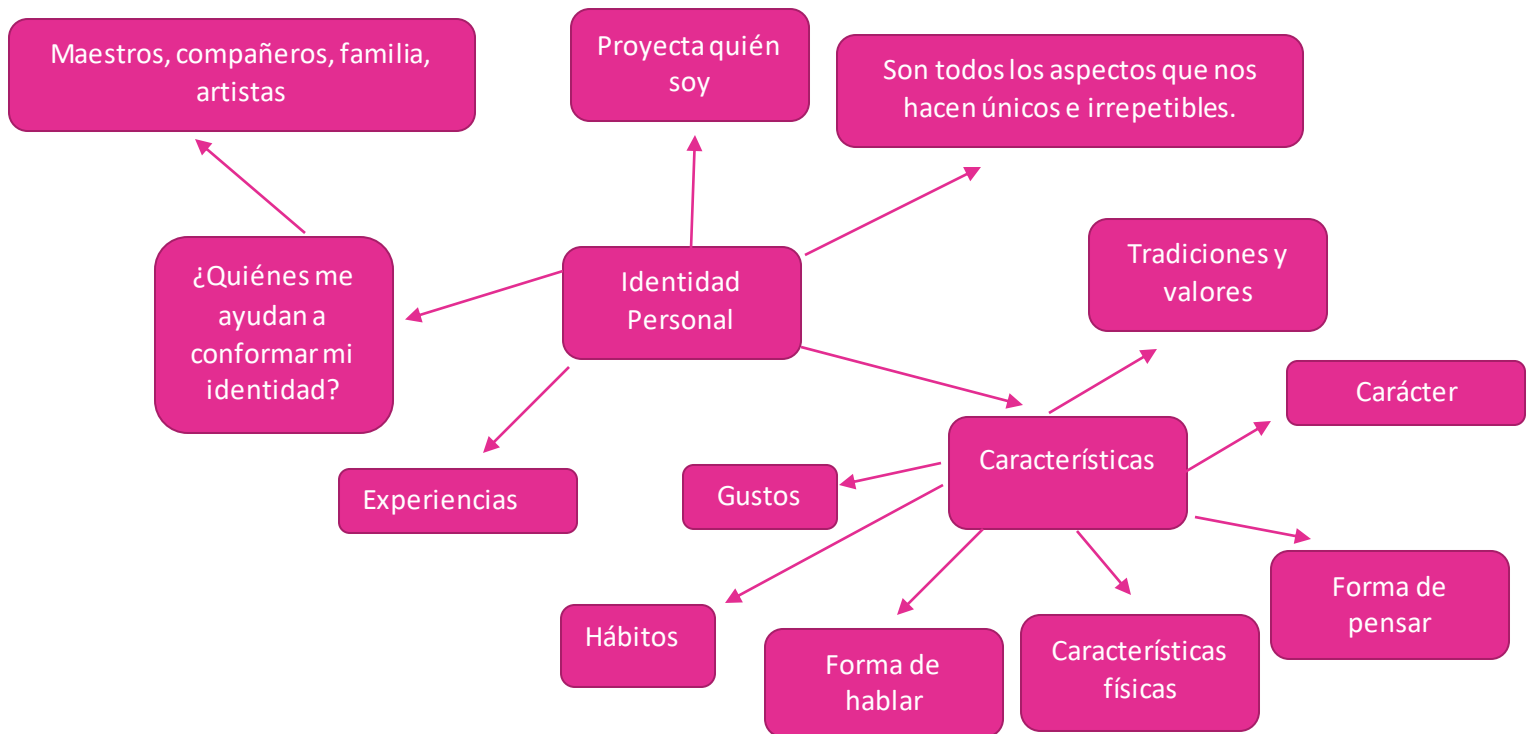 Maestros, compañeros, familia,
artistas
Proyecta quién
soy
Son todos los aspectos que nos
hacen únicos e irrepetibles.
¿Quiénes me
ayudan a
conformar mi
identidad?
Identidad
Personal
Tradiciones y
valores
Carácter
Experiencias
Gustos
Características
Hábitos
Forma de
hablar
Características
físicas
Forma de
pensar